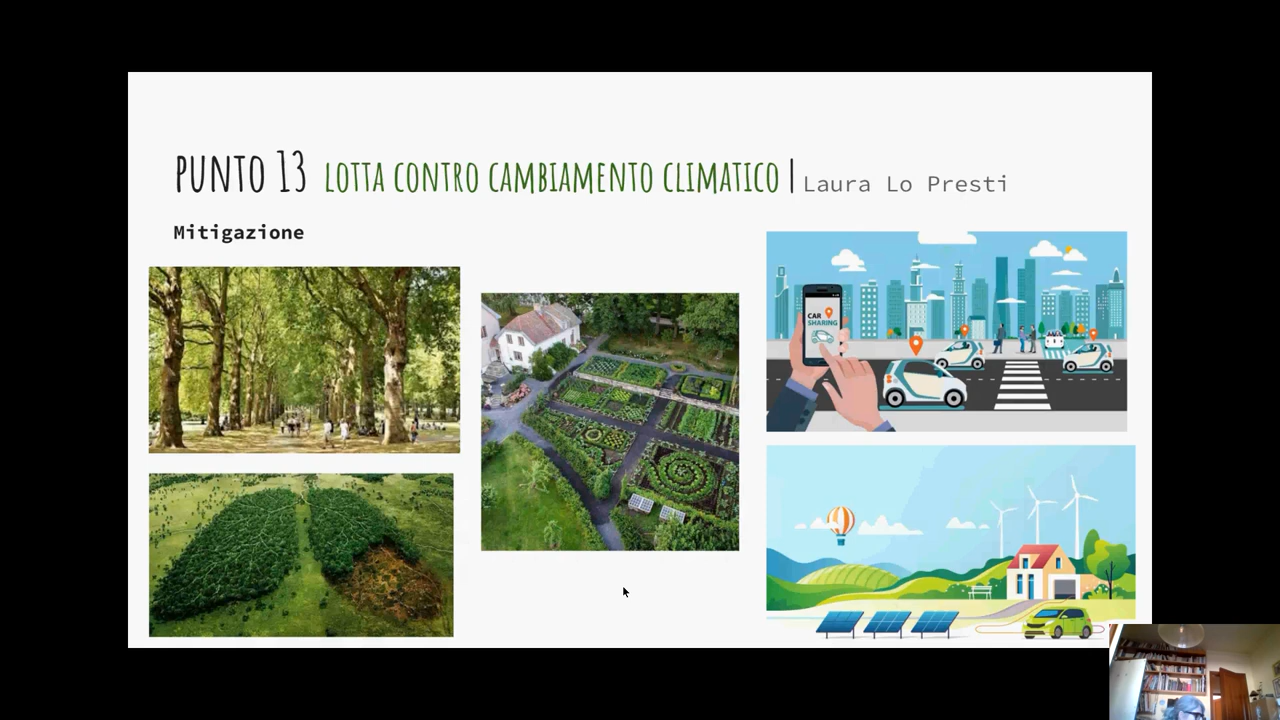 PUNTO 13 LOTTA CONTRO CAMBIAMENTO CLIMATICO | Laura Lo Presti
Mitigazione
CAR
SHARING